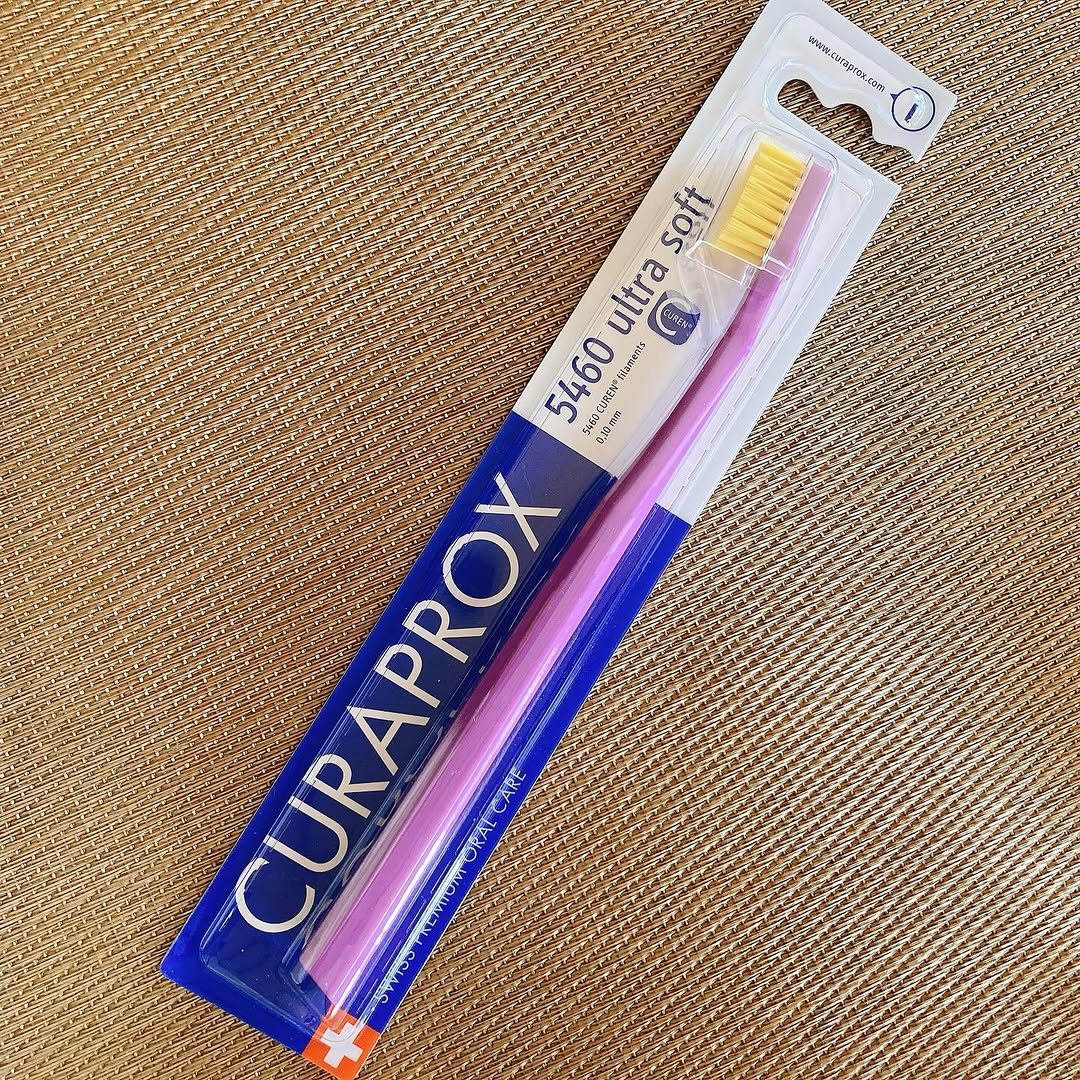 www.curaprox.com
5460 ultra soft
CUREN®
5460 CUREN® filaments
0.10 mm
CURAPROX
SWISS PREMIUM ORAL CARE